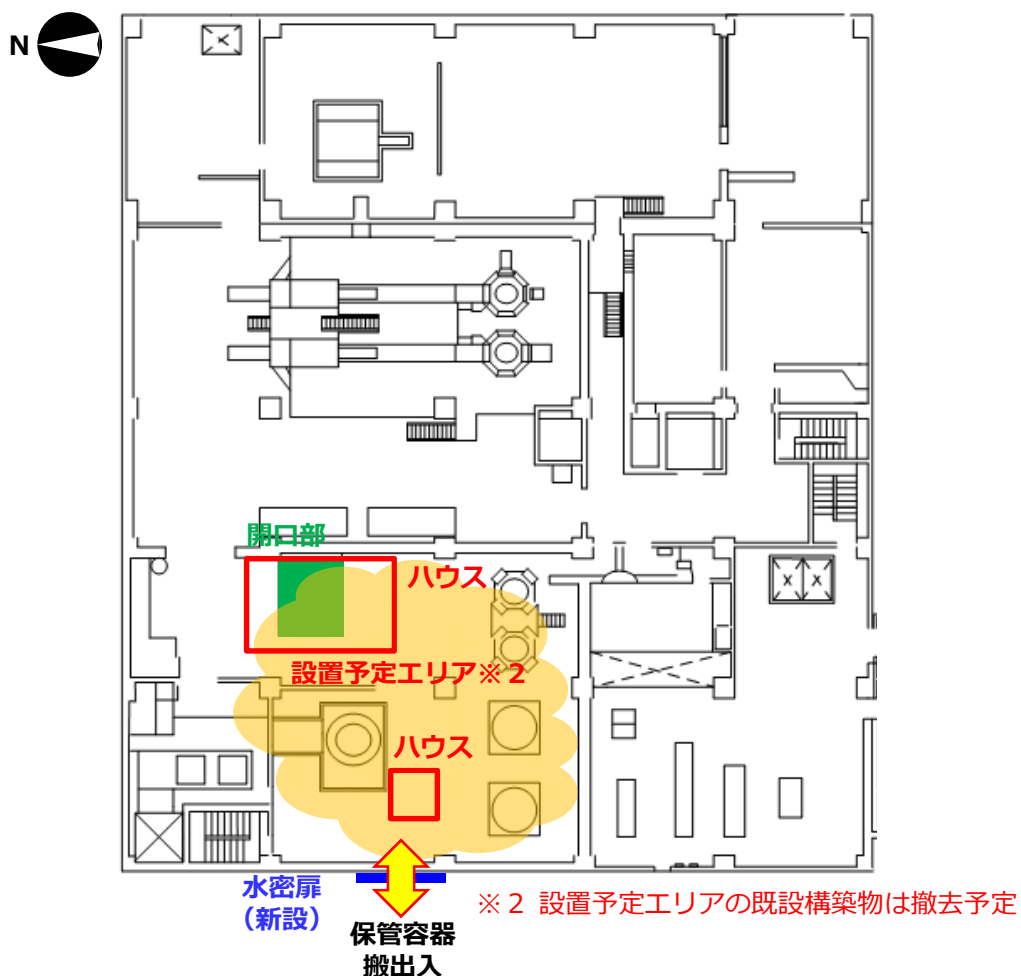 N
開口部
ハウス
設置予定エリア※２
ハウス
水密扉
（新設）
保管容器
搬出入
※２ 設置予定エリアの既設構築物は撤去予定